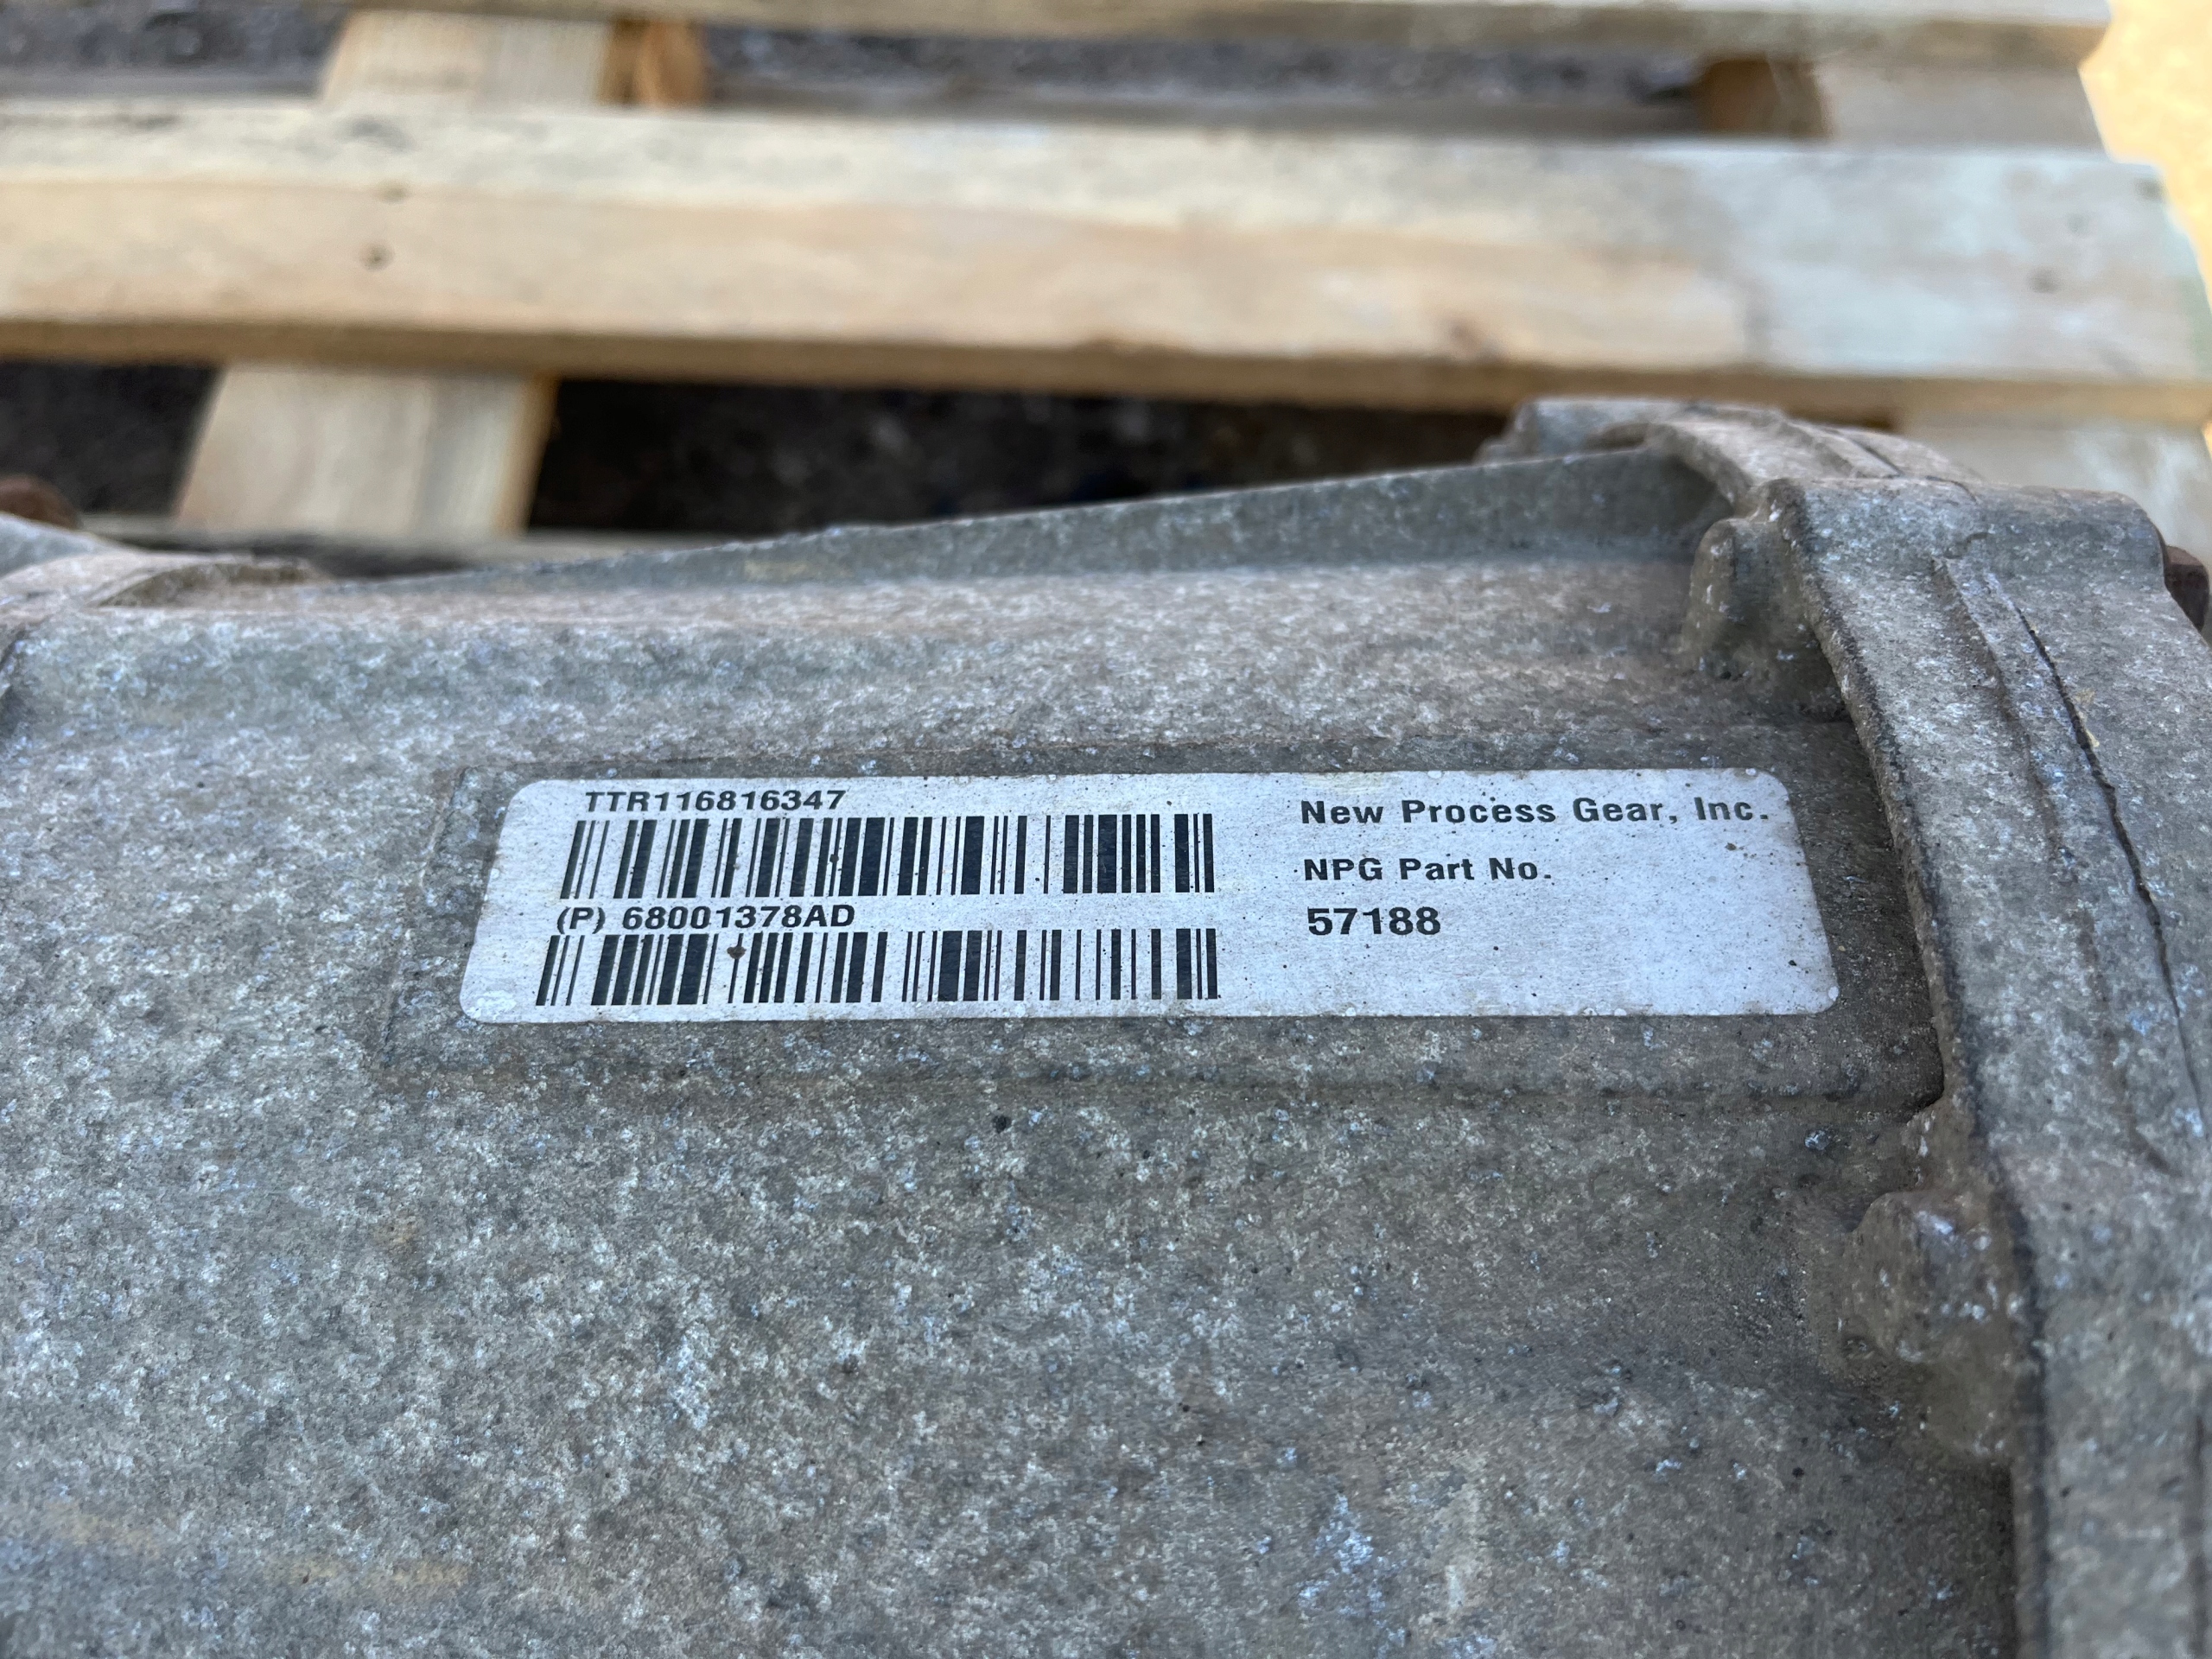 TTR116816347
(P) 68001378AD
New Process Gear, Inc.
NPG Part No.
57188